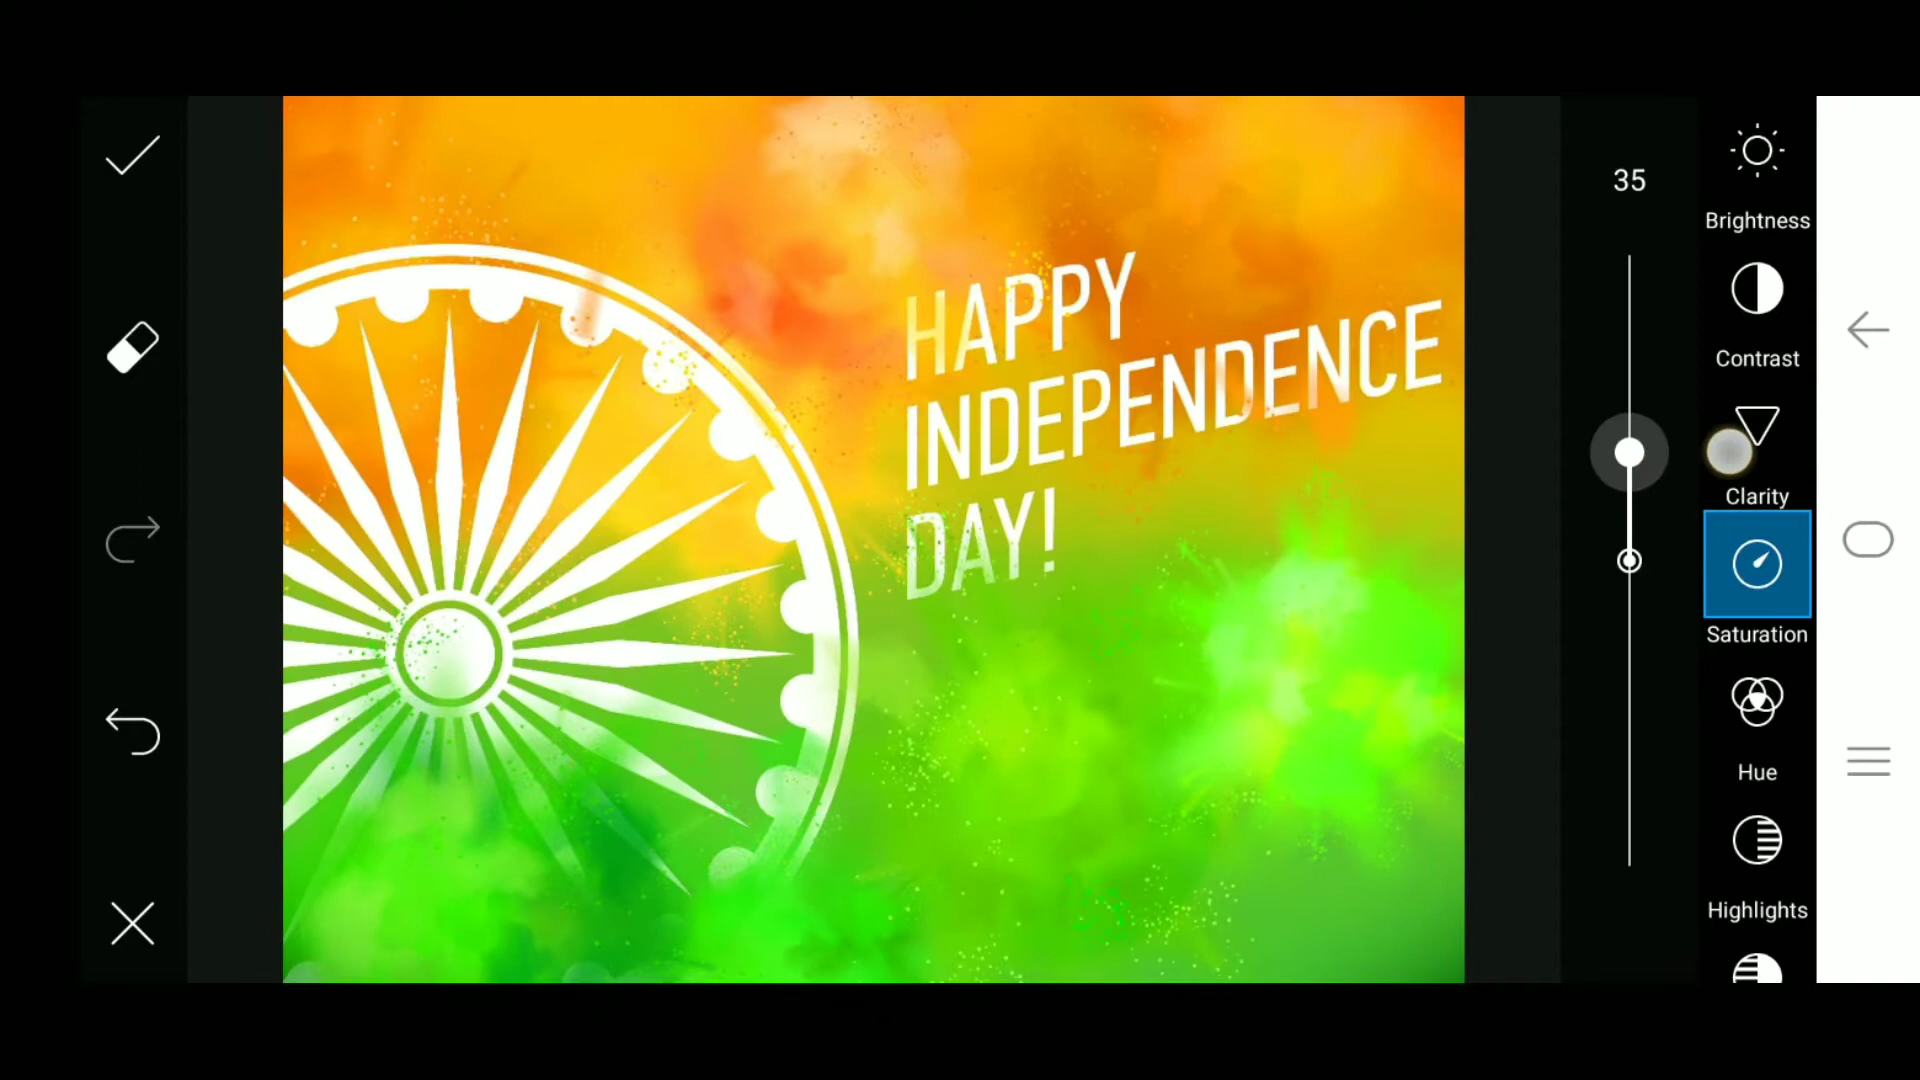 HAPPY
INDEPENDENCE
DAY!
35
Brightness
Contrast
Clarity
Saturation
Hue
Highlights